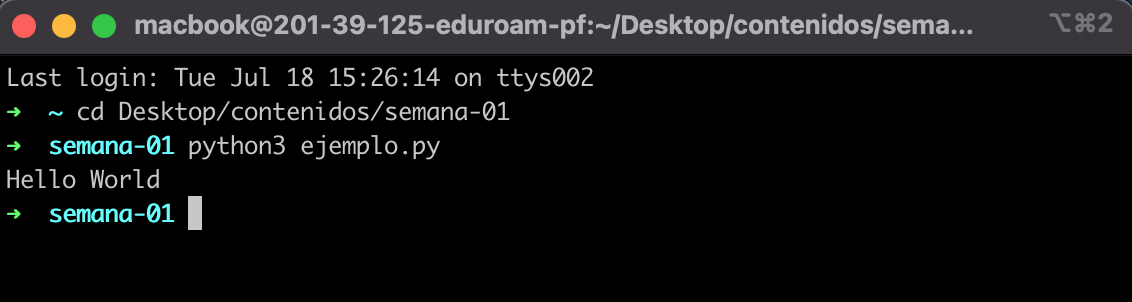 macbook@201-39-125-eduroam-pf:~/Desktop/contenidos/sema... ⌥⌘2
Last login: Tue Jul 18 15:26:14 on ttys002
➜ ~ cd Desktop/contenidos/semana-01
➜ semana-01 python3 ejemplo.py
Hello World
➜ semana-01